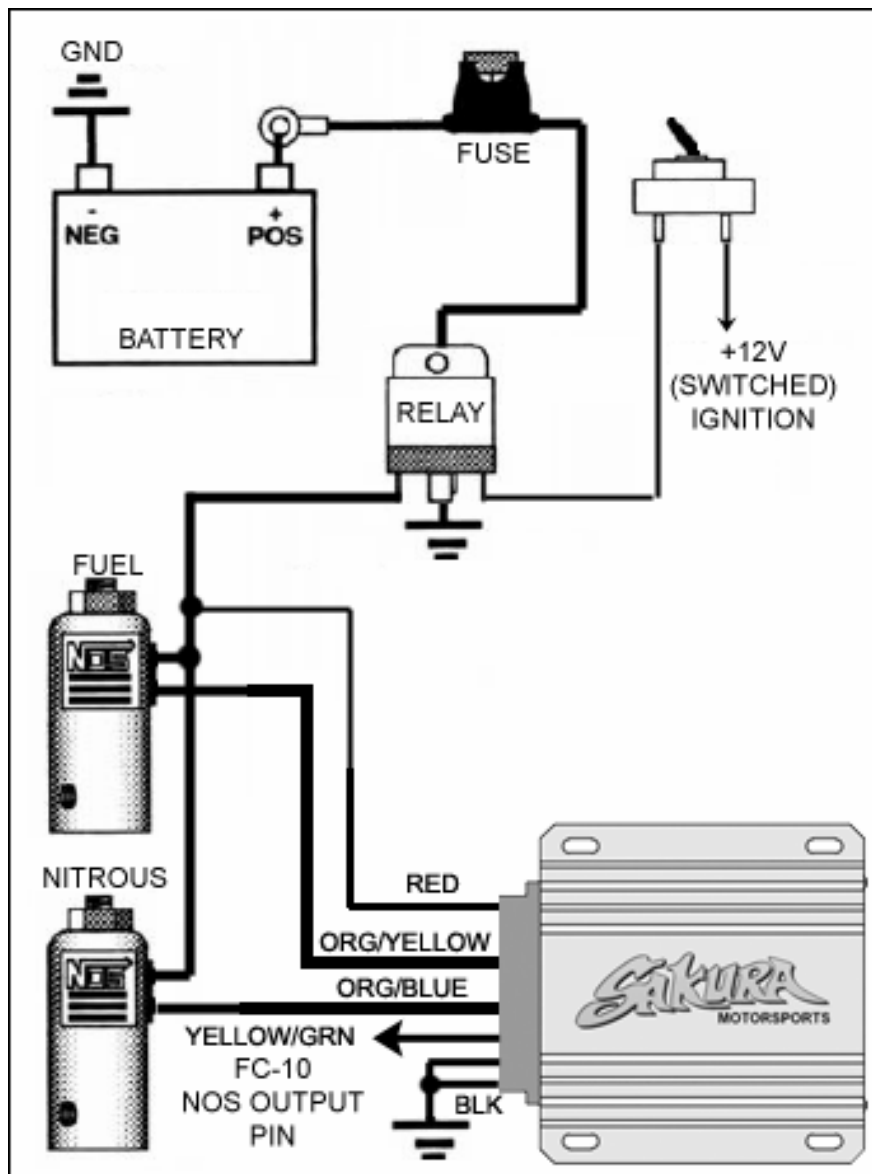 GND
FUSE
-
NEG
+
POS
BATTERY
+12V
(SWITCHED)
IGNITION
RELAY
FUEL
NOS
NITROUS
NOS
RED
ORG/YELLOW
ORG/BLUE
YELLOW/GRN
FC-10
NOS OUTPUT
PIN
BLK
SAKURA
MOTORSPORTS